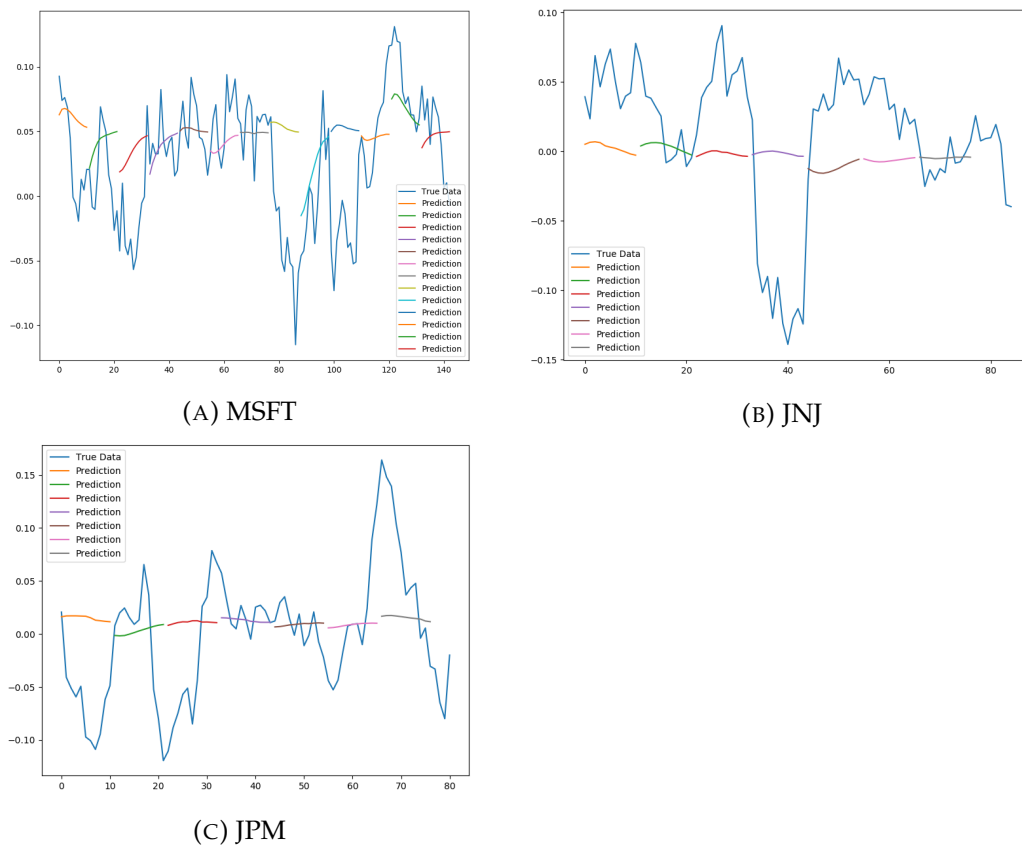 0.10
0.05
0.00
−0.05
−0.10
0 20 40 60 80 100 120 140
True Data
Prediction
Prediction
Prediction
Prediction
Prediction
Prediction
Prediction
Prediction
Prediction
Prediction
Prediction
Prediction
Prediction
(A) MSFT
0.10
0.05
0.00
−0.05
−0.10
−0.15
0 20 40 60 80
True Data
Prediction
Prediction
Prediction
Prediction
Prediction
Prediction
Prediction
(B) JNJ
0.15
0.10
0.05
0.00
−0.05
−0.10
0 10 20 30 40 50 60 70 80
True Data
Prediction
Prediction
Prediction
Prediction
Prediction
Prediction
Prediction
(C) JPM